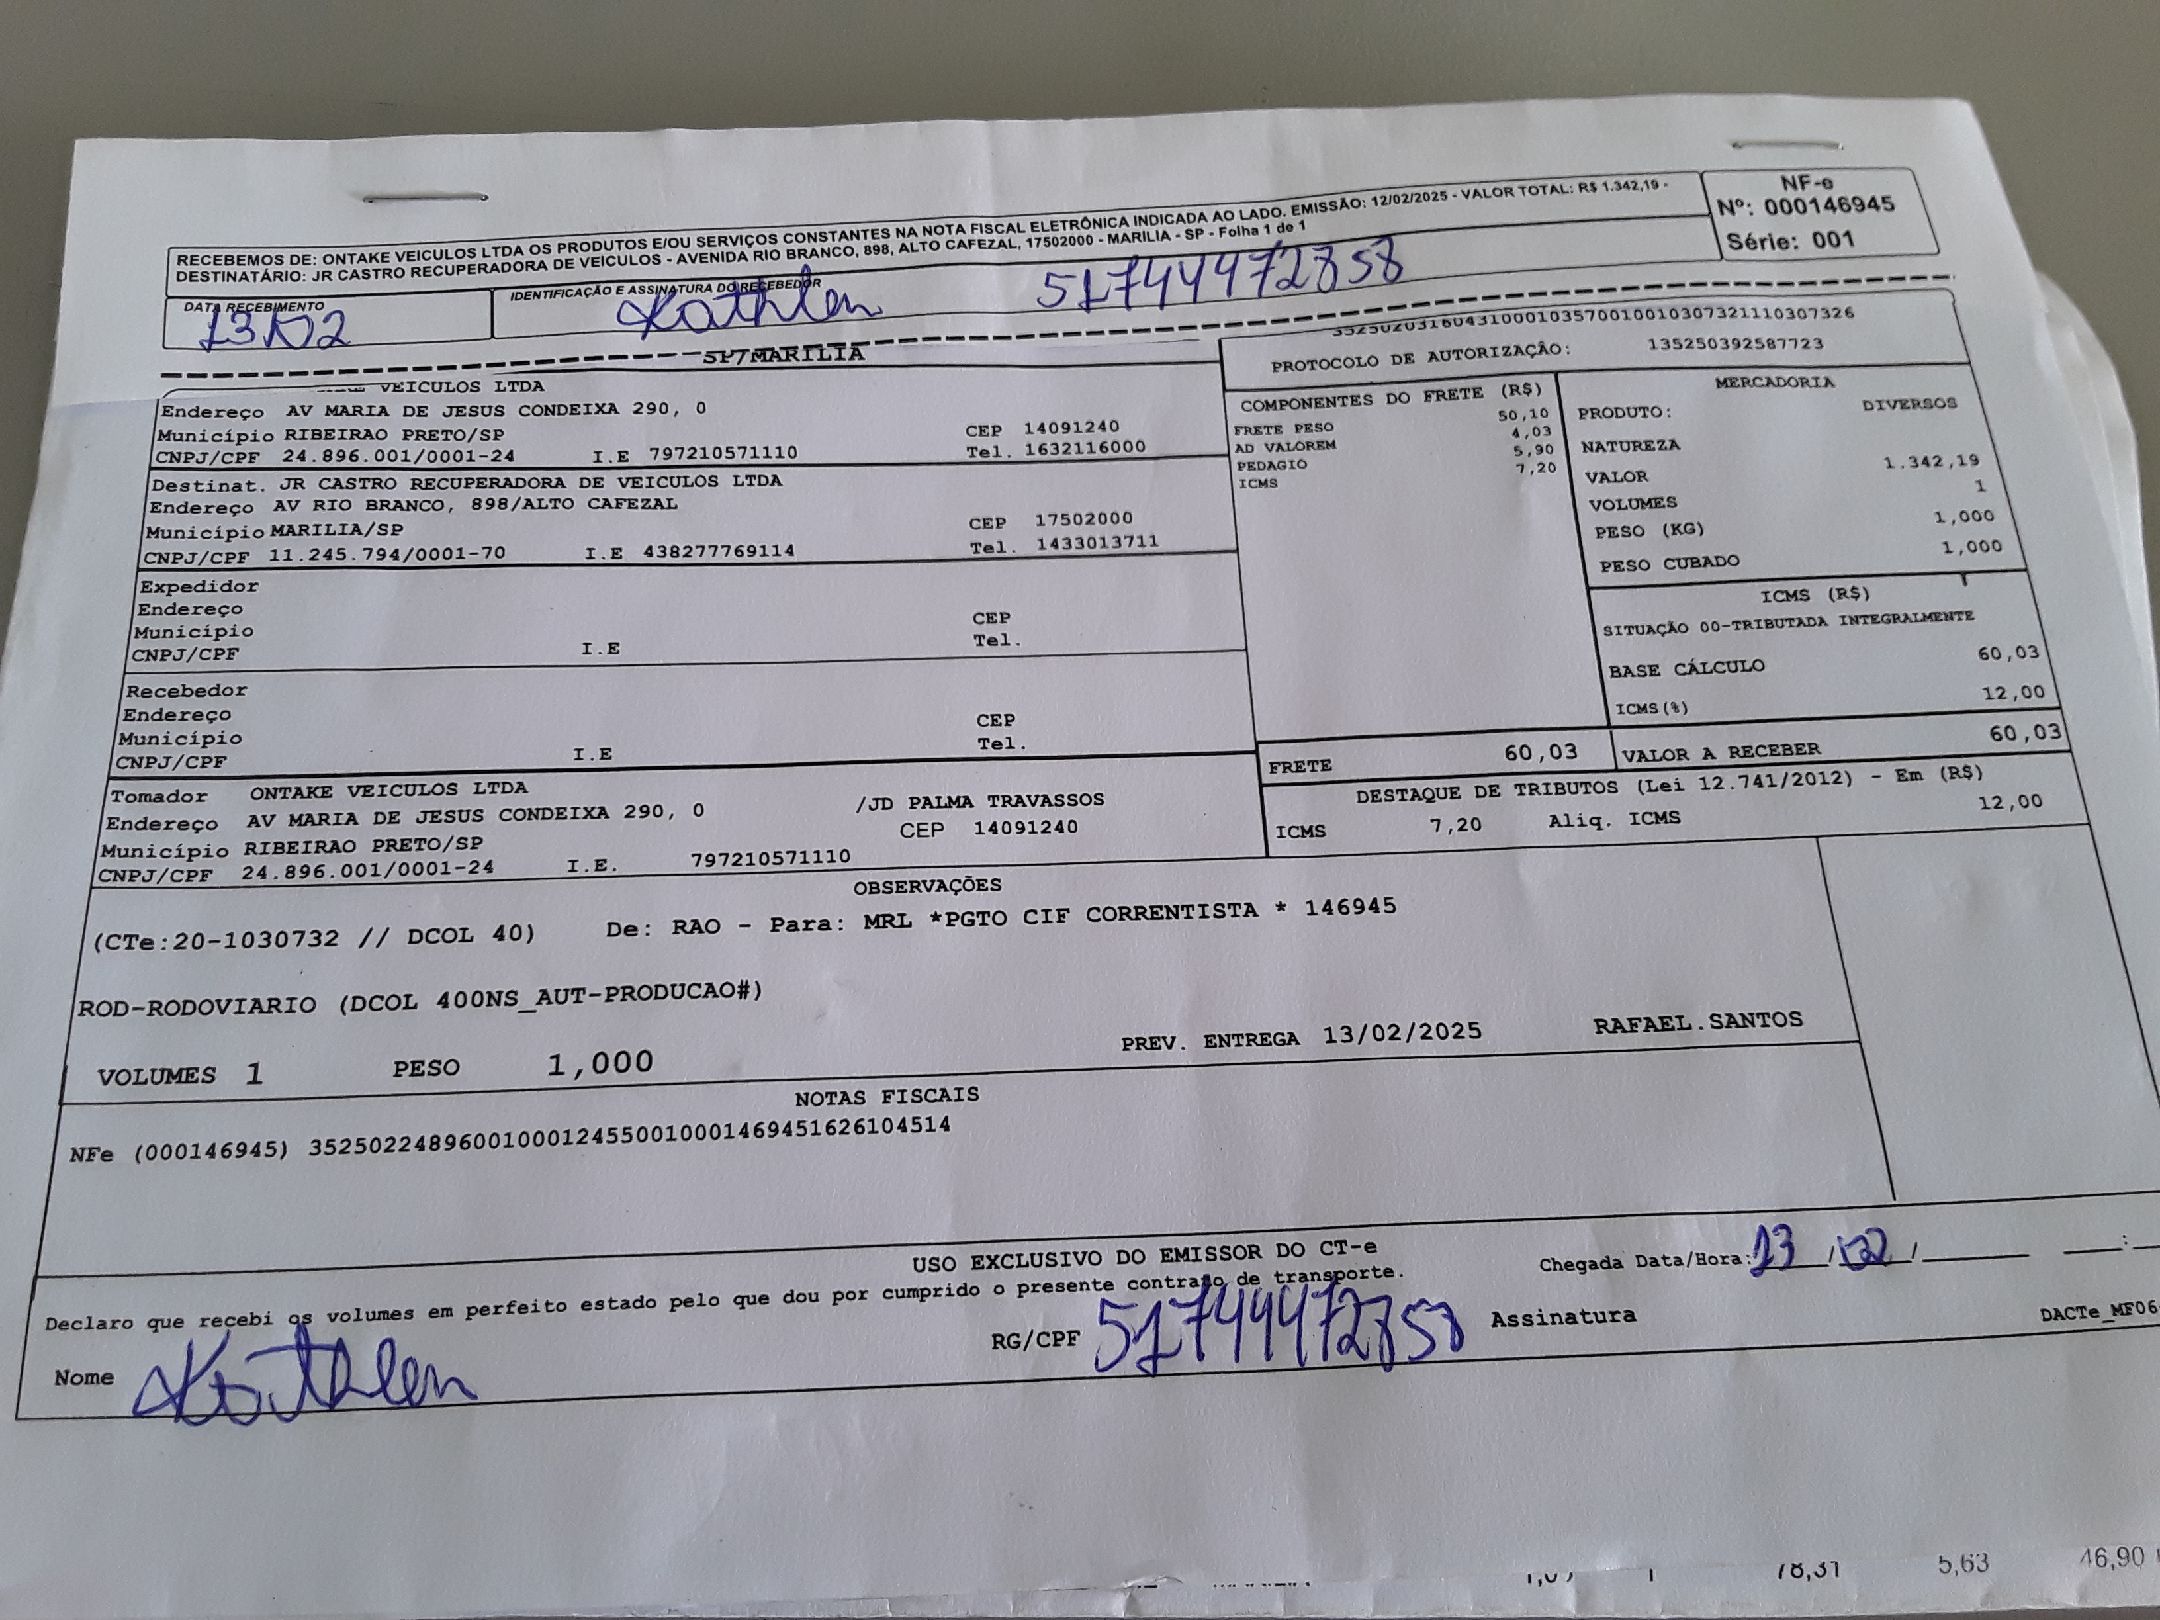 RECEBEMOS DE: ONTAKE VEICULOS LTDA OS PRODUTOS E/OU SERVIÇOS CONSTANTES NA NOTA FISCAL ELETRÔNICA INDICADA AO LADO. EMISSÃO: 12/02/2025 - VALOR TOTAL: R$ 1.342,19 -
DESTINATÁRIO: JR CASTRO RECUPERADORA DE VEICULOS - AVENIDA RIO BRANCO, 898, ALTO CAFEZAL, 17502000 - MARILIA - SP - Folha 1 de 1
NF-e
Nº: 000146945
Série: 001
DATA RECEBIMENTO
13/02
IDENTIFICAÇÃO E ASSINATURA DO RECEBEDOR
Kathlen 51744472858
SP/MARILIA
VEICULOS LTDA
Endereço AV MARIA DE JESUS CONDEIXA 290, 0
Município RIBEIRAO PRETO/SP CEP 14091240
CNPJ/CPF 24.896.001/0001-24 I.E 797210571110 Tel. 1632116000
Destinat. JR CASTRO RECUPERADORA DE VEICULOS LTDA
Endereço AV RIO BRANCO, 898/ALTO CAFEZAL
Município MARILIA/SP CEP 17502000
CNPJ/CPF 11.245.794/0001-70 I.E 438277769114 Tel. 1433013711
Expedidor
Endereço
Município CEP
CNPJ/CPF I.E Tel.
Recebedor
Endereço
Município CEP
CNPJ/CPF I.E Tel.
Tomador ONTAKE VEICULOS LTDA
Endereço AV MARIA DE JESUS CONDEIXA 290, 0 /JD PALMA TRAVASSOS
Município RIBEIRAO PRETO/SP CEP 14091240
CNPJ/CPF 24.896.001/0001-24 I.E. 797210571110
PROTOCOLO DE AUTORIZAÇÃO: 135250392587723
COMPONENTES DO FRETE (R$)
FRETE PESO 50,10
AD VALOREM 4,03
PEDAGIO 5,90
ICMS 7,20
MERCADORIA
PRODUTO: DIVERSOS
NATUREZA
VALOR 1.342,19
VOLUMES 1
PESO (KG) 1,000
PESO CUBADO 1,000
ICMS (R$)
SITUAÇÃO 00-TRIBUTADA INTEGRALMENTE
BASE CÁLCULO 60,03
ICMS(%) 12,00
FRETE 60,03 VALOR A RECEBER 60,03
DESTAQUE DE TRIBUTOS (Lei 12.741/2012) - Em (R$)
ICMS 7,20 Aliq. ICMS 12,00
OBSERVAÇÕES
(CTe:20-1030732 // DCOL 40) De: RAO - Para: MRL *PGTO CIF CORRENTISTA * 146945
ROD-RODOVIARIO (DCOL 400NS_AUT-PRODUCAO#)
VOLUMES 1 PESO 1,000 PREV. ENTREGA 13/02/2025 RAFAEL.SANTOS
NOTAS FISCAIS
NFe (000146945) 35250224896001000124550010001469451626104514
USO EXCLUSIVO DO EMISSOR DO CT-e
Declaro que recebi os volumes em perfeito estado pelo que dou por cumprido o presente contrato de transporte.
Chegada Data/Hora: 13 /02 /
Nome Kathlen RG/CPF 51744472858 Assinatura
DACTe_MF06
78,31 5,63 46,90